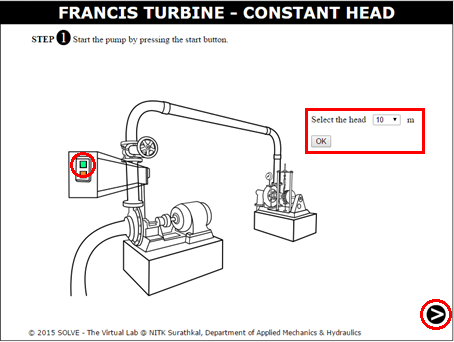 FRANCIS TURBINE - CONSTANT HEAD
STEP 1 Start the pump by pressing the start button.
Select the head 10 m
OK
© 2015 SOLVE - The Virtual Lab @ NITK Surathkal, Department of Applied Mechanics & Hydraulics